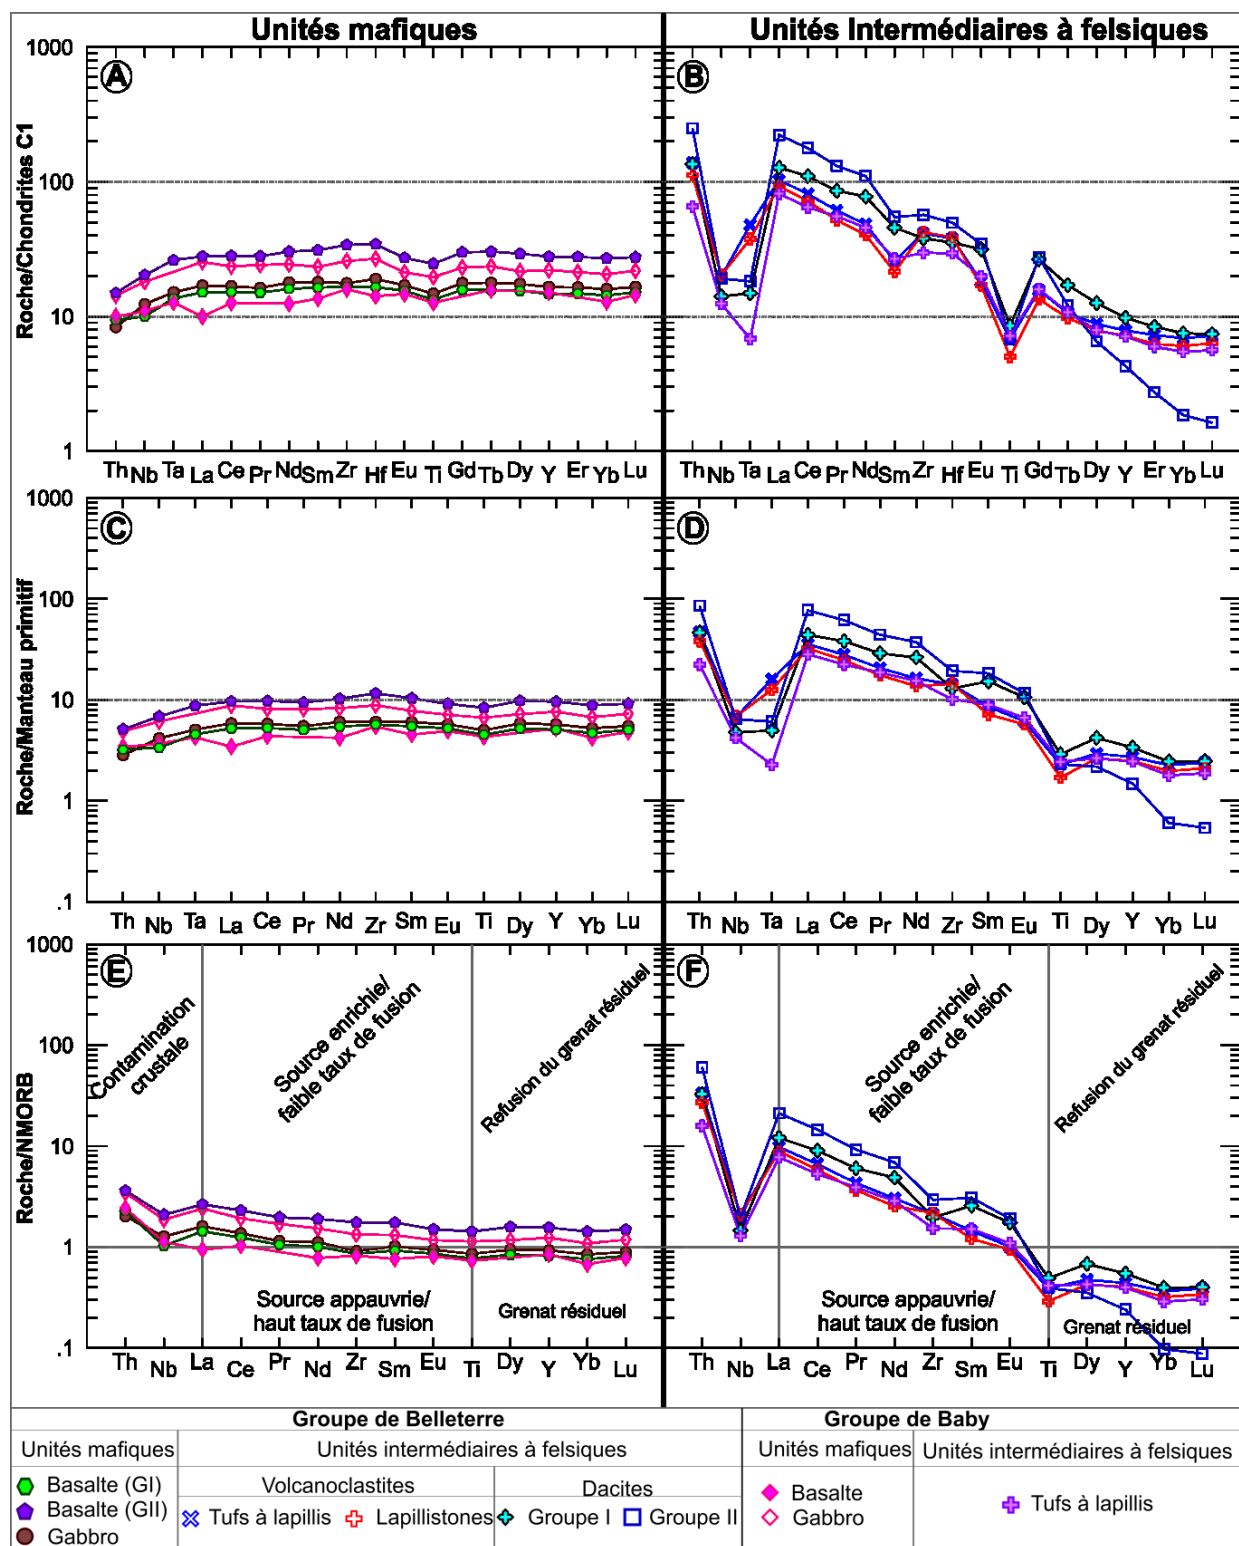 Unités mafiques
Unités Intermédiaires à felsiques
Roche/Chondrites C1
1000
100
10
1
A
B
Th Nb Ta La Ce Pr Nd Sm Zr Hf Eu Ti Gd Tb Dy Y Er Yb Lu
Th Nb Ta La Ce Pr Nd Sm Zr Hf Eu Ti Gd Tb Dy Y Er Yb Lu
Roche/Manteau primitif
1000
100
10
1
.1
C
D
Th Nb Ta La Ce Pr Nd Zr Sm Eu Ti Dy Y Yb Lu
Th Nb Ta La Ce Pr Nd Zr Sm Eu Ti Dy Y Yb Lu
Roche/NMORB
1000
100
10
1
.1
E
Contamination
crustale
Source enrichie/
faible taux de fusion
Refusion du grenat résiduel
Source appauvrie/
haut taux de fusion
Grenat résiduel
F
Source enrichie/
faible taux de fusion
Refusion du grenat résiduel
Source appauvrie/
haut taux de fusion
Grenat résiduel
Th Nb La Ce Pr Nd Zr Sm Eu Ti Dy Y Yb Lu
Th Nb La Ce Pr Nd Zr Sm Eu Ti Dy Y Yb Lu
Groupe de Belleterre
Groupe de Baby
Unités mafiques
Unités intermédiaires à felsiques
Unités mafiques
Unités intermédiaires à felsiques
Volcanoclastites
Dacites
Basalte (GI)
Basalte (GII)
Gabbro
Tufs à lapillis
Lapillistones
Groupe I
Groupe II
Basalte
Gabbro
Tufs à lapillis